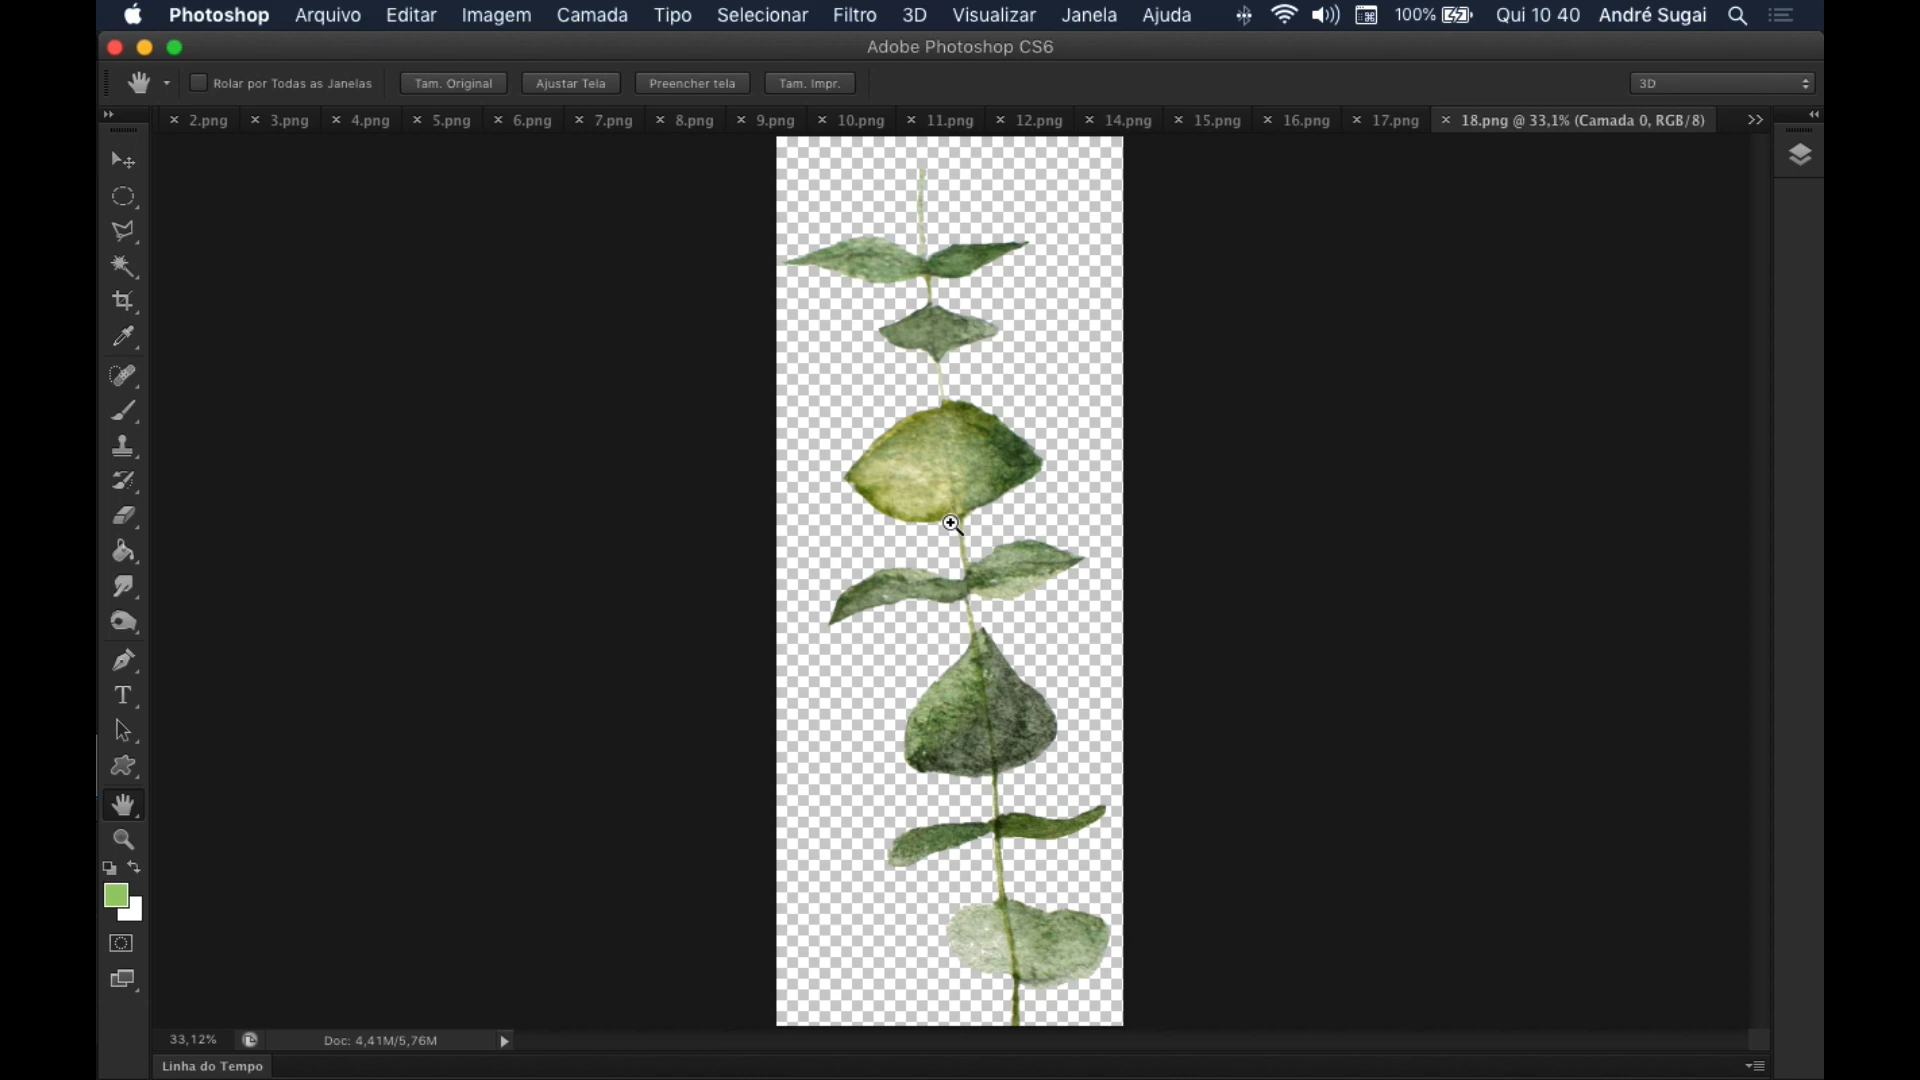 Photoshop Arquivo Editar Imagem Camada Tipo Selecionar Filtro 3D Visualizar Janela Ajuda 100% Qui 10 40 André Sugai
Adobe Photoshop CS6
Rolar por Todas as Janelas Tam. Original Ajustar Tela Preencher tela Tam. Impr. 3D
2.png 3.png 4.png 5.png 6.png 7.png 8.png 9.png 10.png 11.png 12.png 14.png 15.png 16.png 17.png 18.png @ 33,1% (Camada 0, RGB/8)
33,12% Doc: 4,41M/5,76M
Linha do Tempo